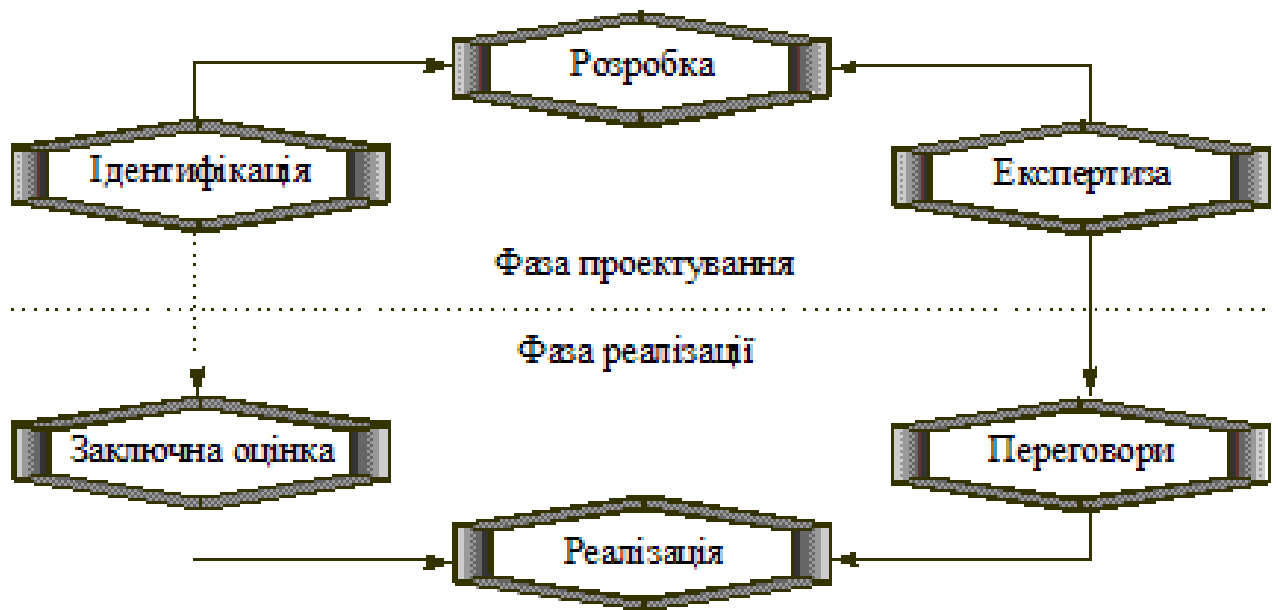 Розробка
Ідентифікація
Експертиза
Фаза проектування
Фаза реалізації
Заключна оцінка
Переговори
Реалізація